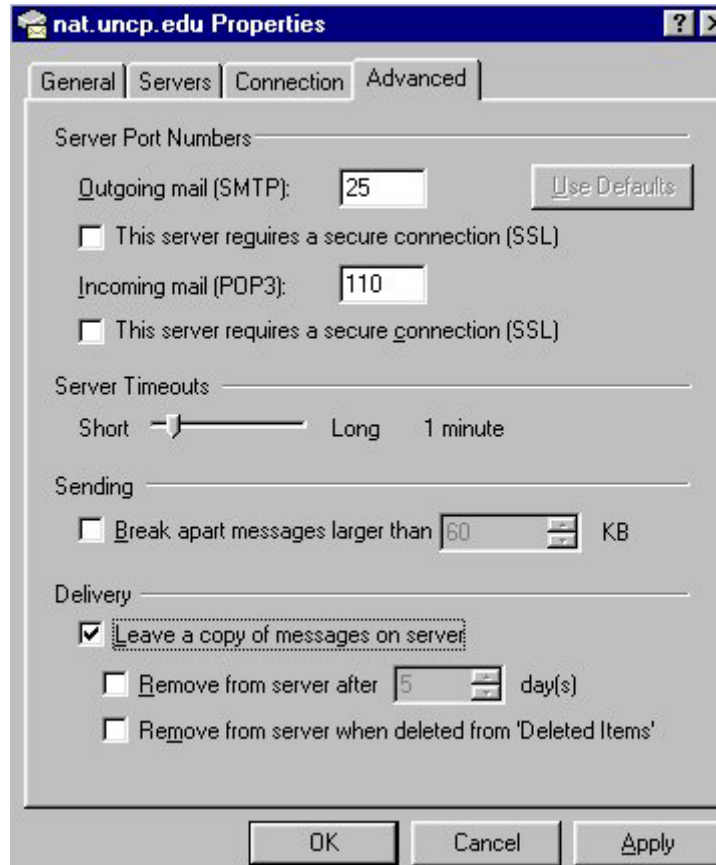 nat.uncp.edu Properties
General Servers Connection Advanced
Server Port Numbers
Outgoing mail (SMTP): 25 Use Defaults
This server requires a secure connection (SSL)
Incoming mail (POP3): 110
This server requires a secure connection (SSL)
Server Timeouts
Short Long 1 minute
Sending
Break apart messages larger than 60 KB
Delivery
Leave a copy of messages on server
Remove from server after 5 day(s)
Remove from server when deleted from 'Deleted Items'
OK Cancel Apply